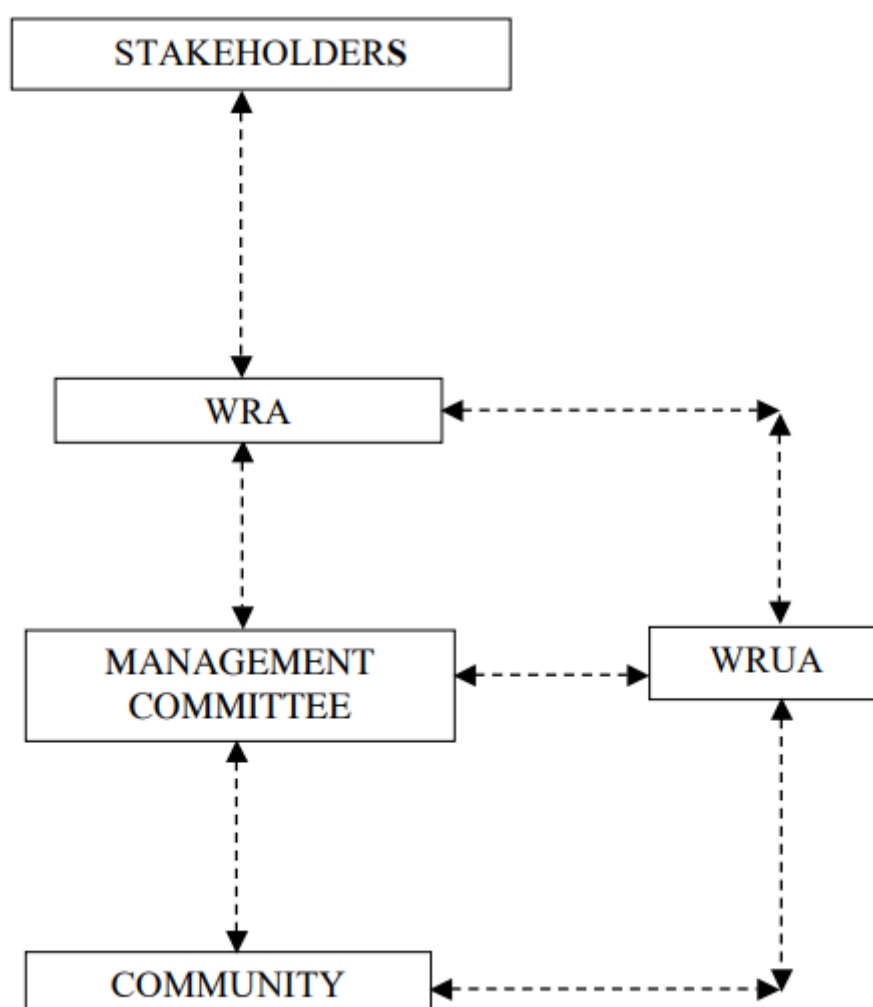 STAKEHOLDERS
WRA
MANAGEMENT
COMMITTEE
WRUA
COMMUNITY